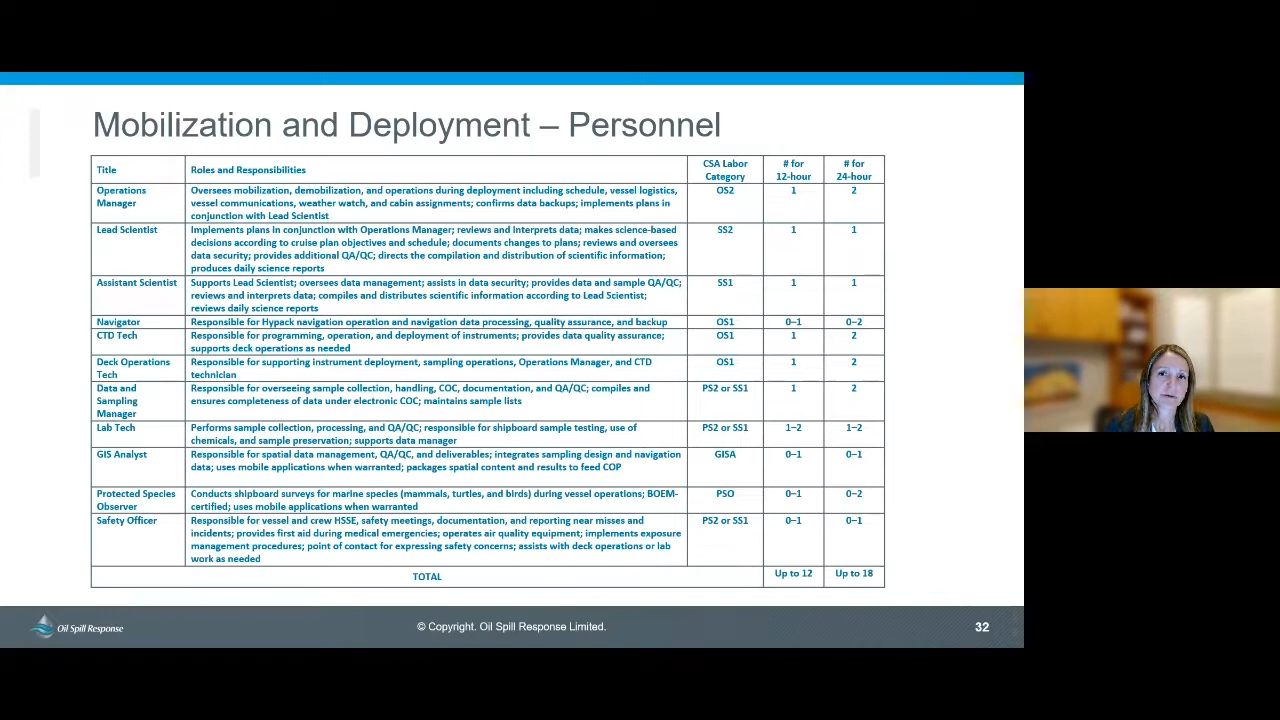 Mobilization and Deployment – Personnel
Title
Roles and Responsibilities
CSA Labor
Category
# for
12-hour
# for
24-hour
Operations
Manager
Oversees mobilization, demobilization, and operations during deployment including schedule, vessel logistics,
vessel communications, weather watch, and cabin assignments; confirms data backups; implements plans in
conjunction with Lead Scientist
OS2
1
2
Lead Scientist
Implements plans in conjunction with Operations Manager; reviews and interprets data; makes science-based
decisions according to cruise plan objectives and schedule; documents changes to plans; reviews and oversees
data security; provides additional QA/QC; directs the compilation and distribution of scientific information;
produces daily science reports
SS2
1
1
Assistant Scientist
Supports Lead Scientist; oversees data management; assists in data security; provides data and sample QA/QC;
reviews and interprets data; compiles and distributes scientific information according to Lead Scientist;
reviews daily science reports
SS1
1
1
Navigator
Responsible for Hypack navigation operation and navigation data processing, quality assurance, and backup
OS1
0–1
0–2
CTD Tech
Responsible for programming, operation, and deployment of instruments; provides data quality assurance;
supports deck operations as needed
OS1
1
2
Deck Operations
Tech
Responsible for supporting instrument deployment, sampling operations, Operations Manager, and CTD
technician
OS1
1
2
Data and
Sampling
Manager
Responsible for overseeing sample collection, handling, COC, documentation, and QA/QC; compiles and
ensures completeness of data under electronic COC; maintains sample lists
PS2 or SS1
1
2
Lab Tech
Performs sample collection, processing, and QA/QC; responsible for shipboard sample testing, use of
chemicals, and sample preservation; supports data manager
PS2 or SS1
1–2
1–2
GIS Analyst
Responsible for spatial data management, QA/QC, and deliverables; integrates sampling design and navigation
data; uses mobile applications when warranted; packages spatial content and results to feed COP
GISA
0–1
0–1
Protected Species
Observer
Conducts shipboard surveys for marine species (mammals, turtles, and birds) during vessel operations; BOEM-
certified; uses mobile applications when warranted
PSO
0–1
0–2
Safety Officer
Responsible for vessel and crew HSSE, safety meetings, documentation, and reporting near misses and
incidents; provides first aid during medical emergencies; operates air quality equipment; implements exposure
management procedures; point of contact for expressing safety concerns; assists with deck operations or lab
work as needed
PS2 or SS1
0–1
0–1
TOTAL
Up to 12
Up to 18
Oil Spill Response
© Copyright. Oil Spill Response Limited.
32